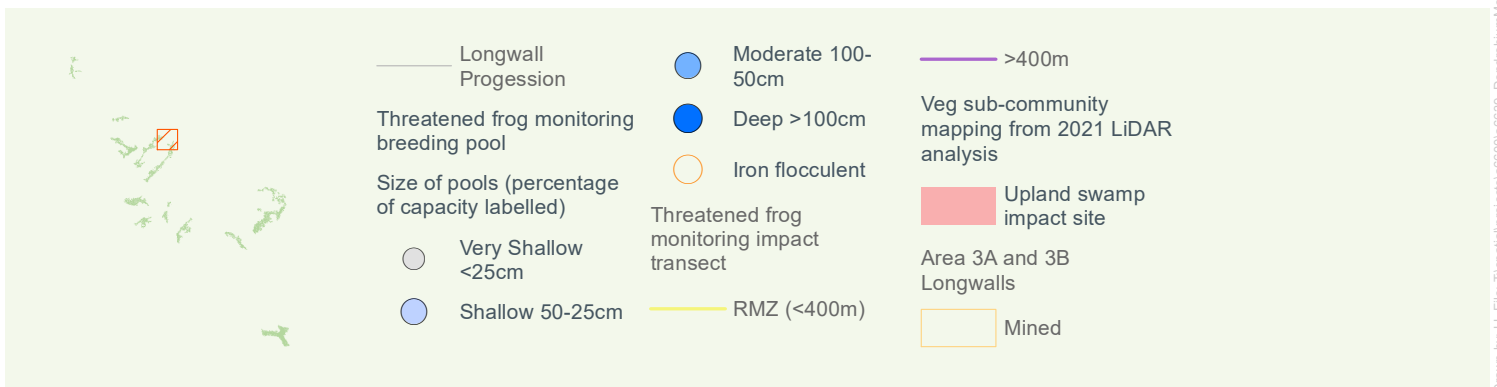 Longwall
Progession
Threatened frog monitoring
breeding pool
Size of pools (percentage
of capacity labelled)
Very Shallow
<25cm
Shallow 50-25cm
Moderate 100-
50cm
Deep >100cm
Iron flocculent
Threatened frog
monitoring impact
transect
RMZ (<400m)
>400m
Veg sub-community
mapping from 2021 LiDAR
analysis
Upland swamp
impact site
Area 3A and 3B
Longwalls
Mined